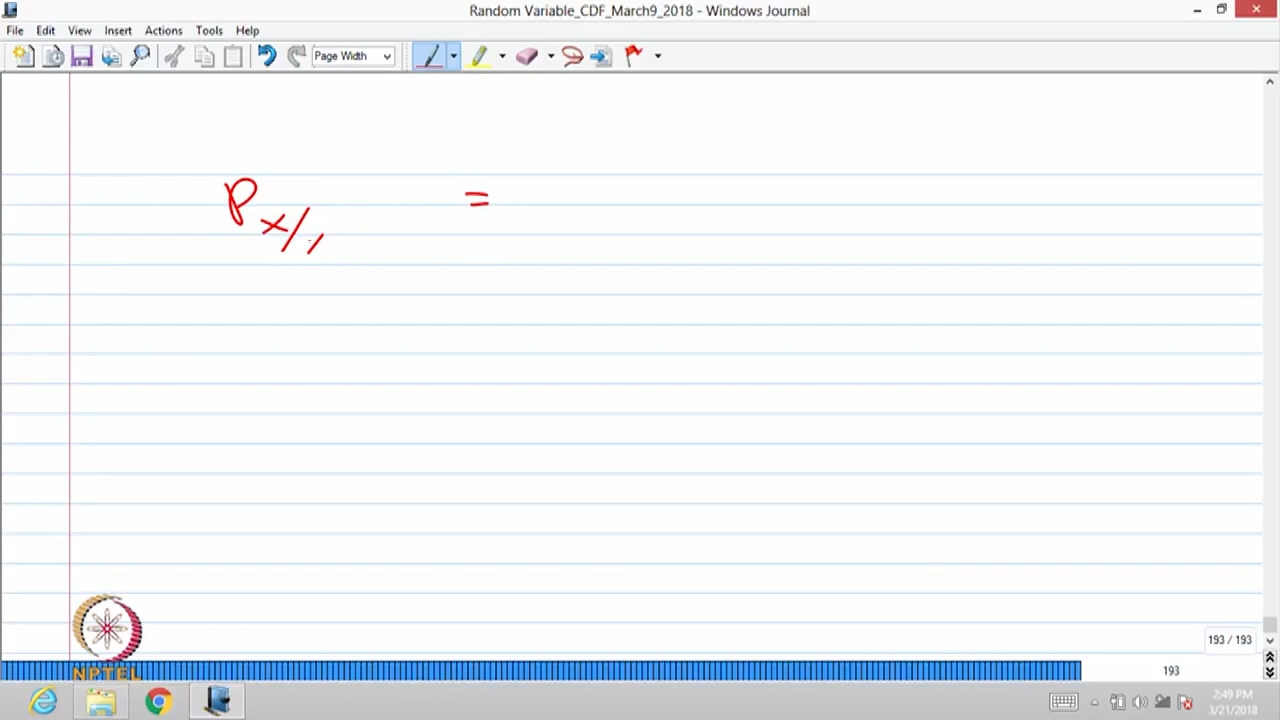 Random Variable_CDF_March9_2018 - Windows Journal
File Edit View Insert Actions Tools Help
Page Width
P X/ =
193 / 193
NPTEL
193
2:49 PM
3/21/2018